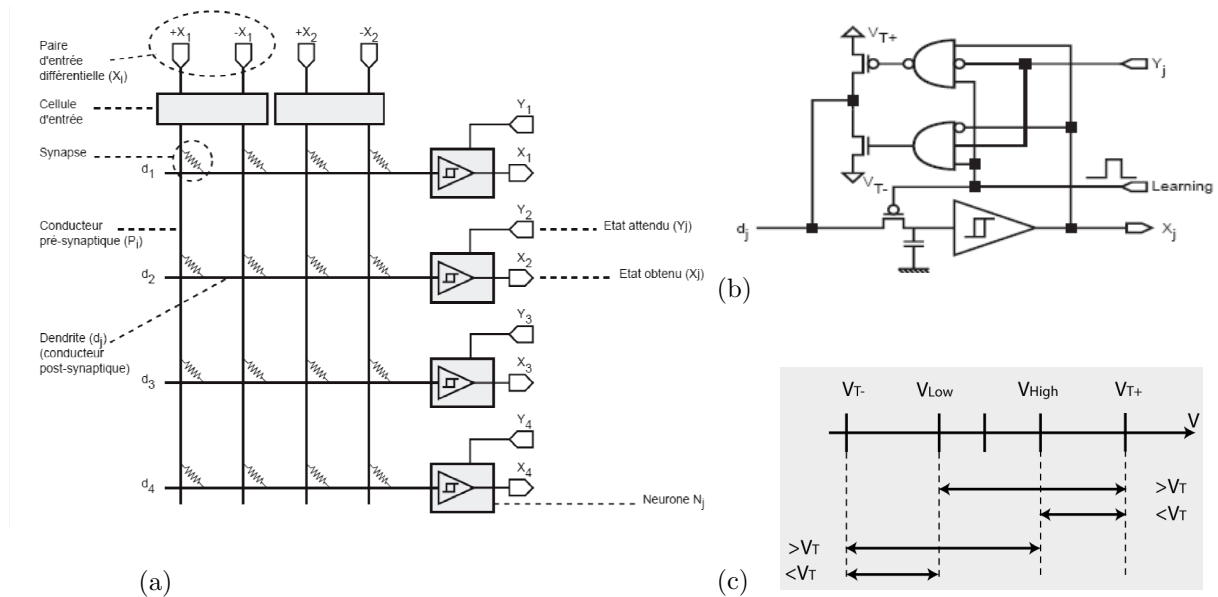 +X1 -X1 +X2 -X2
Paire
d'entrée
différentielle (Xi)
Cellule
d'entrée
Synapse
d1
Conducteur
pré-synaptique (Pi)
d2
Dendrite (dj)
(conducteur
post-synaptique)
d3
d4
Y1
X1
Y2
X2
Y3
X3
Y4
X4
Etat attendu (Yj)
Etat obtenu (Xj)
Neurone Nj
(a)
VT+
Yj
VT-
Learning
dj
Xj
(b)
VT- VLow VHigh VT+
V
>VT
<VT
>VT
<VT
(c)